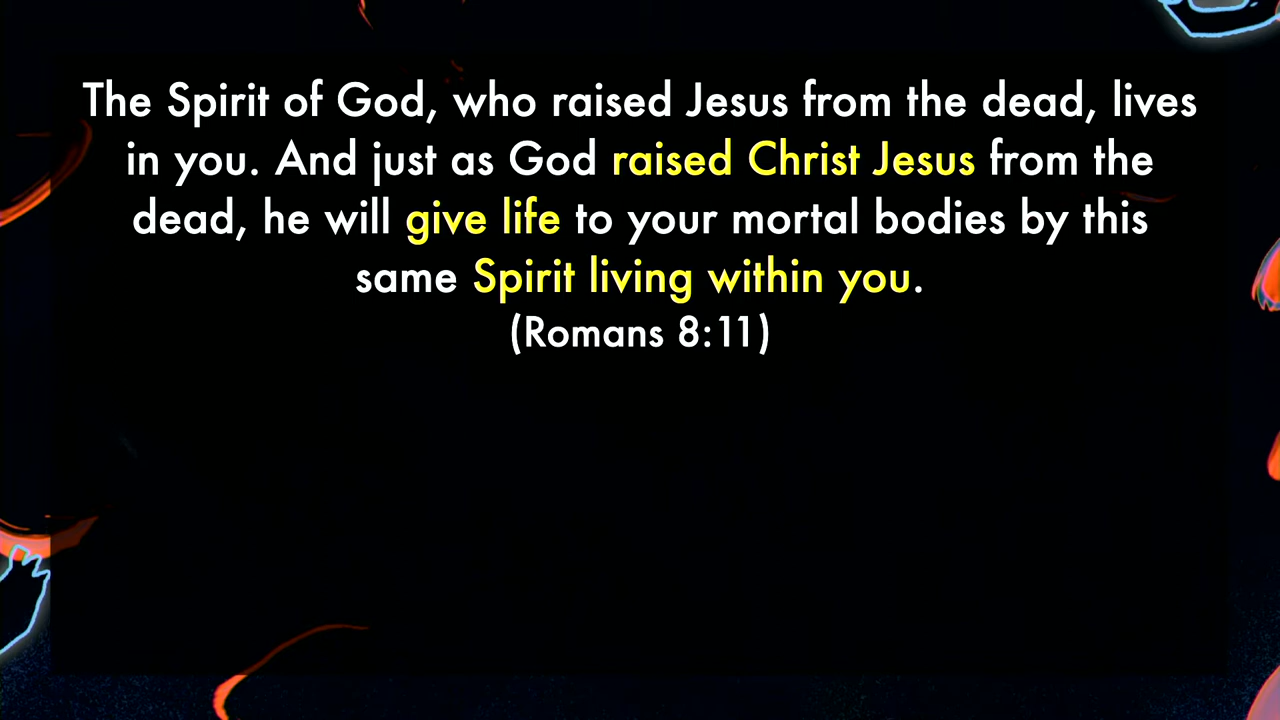 The Spirit of God, who raised Jesus from the dead, lives
in you. And just as God raised Christ Jesus from the
dead, he will give life to your mortal bodies by this
same Spirit living within you.
(Romans 8:11)